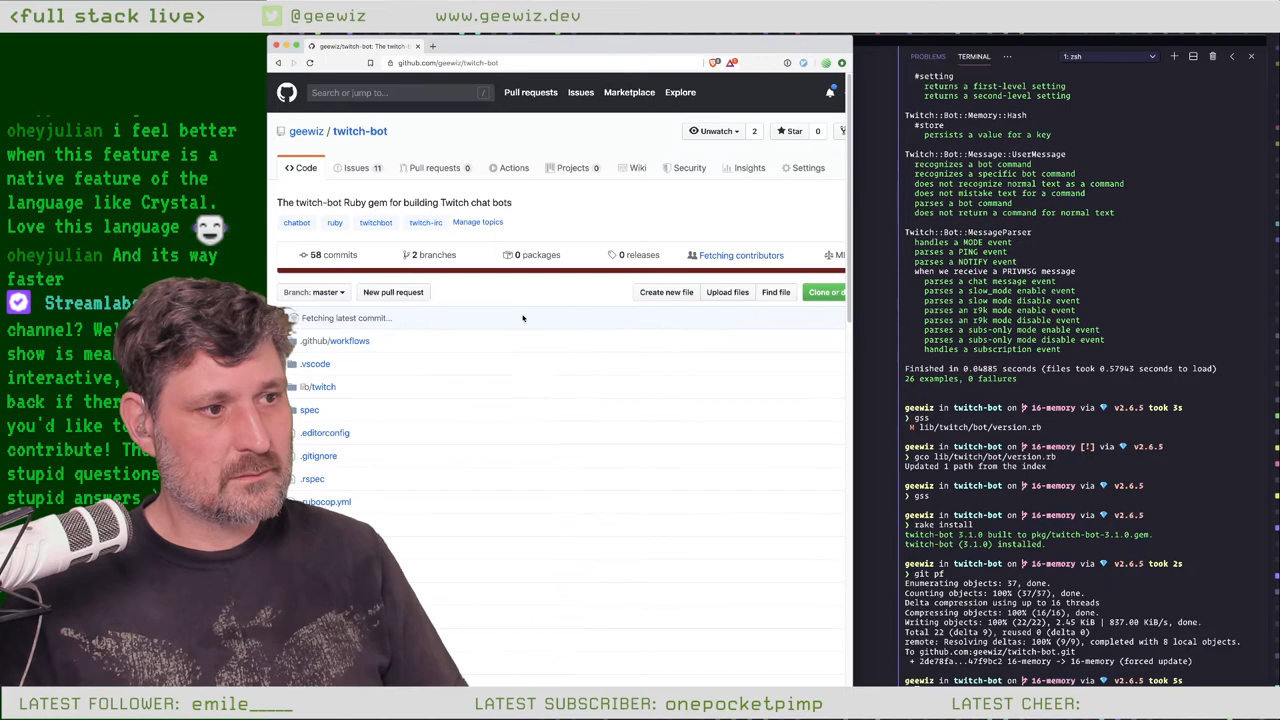 <full stack live>
@geewiz
www.geewiz.dev
oheyjulian i feel better
when this feature is a
native feature of the
language like Crystal.
Love this language
oheyjulian And its way
faster
Streamlabs
channel? Wel
show is mea
interactive,
back if ther
you'd like to
contribute! The
stupid questions
stupid answers.
geewiz/twitch-bot: The twitch-b
github.com/geewiz/twitch-bot
Search or jump to...
/
Pull requests
Issues
Marketplace
Explore
geewiz / twitch-bot
Unwatch
2
Star
0
Code
Issues 11
Pull requests 0
Actions
Projects 0
Wiki
Security
Insights
Settings
The twitch-bot Ruby gem for building Twitch chat bots
chatbot
ruby
twitchbot
twitch-irc
Manage topics
58 commits
2 branches
0 packages
0 releases
Fetching contributors
MI
Branch: master
New pull request
Create new file
Upload files
Find file
Clone or d
Fetching latest commit...
.github/workflows
.vscode
lib/twitch
spec
.editorconfig
.gitignore
.rspec
rubocop.yml
PROBLEMS
TERMINAL
1: zsh
#setting
returns a first-level setting
returns a second-level setting
Twitch::Bot::Memory::Hash
#store
persists a value for a key
Twitch::Bot::Message::UserMessage
recognizes a bot command
recognizes a specific bot command
does not recognize normal text as a command
does not mistake text for a command
parses a bot command
does not return a command for normal text
Twitch::Bot::MessageParser
handles a MODE event
parses a PING event
parses a NOTIFY event
when we receive a PRIVMSG message
parses a chat message event
parses a slow_mode enable event
parses a slow mode disable event
parses an r9k mode enable event
parses an r9k mode disable event
parses a subs-only mode enable event
parses a subs-only mode disable event
handles a subscription event
Finished in 0.04885 seconds (files took 0.57943 seconds to load)
26 examples, 0 failures
geewiz in twitch-bot on 16-memory via v2.6.5 took 3s
❯ gss
M lib/twitch/bot/version.rb
geewiz in twitch-bot on 16-memory [!] via v2.6.5
❯ gco lib/twitch/bot/version.rb
Updated 1 path from the index
geewiz in twitch-bot on 16-memory via v2.6.5
❯ gss
geewiz in twitch-bot on 16-memory via v2.6.5
❯ rake install
twitch-bot 3.1.0 built to pkg/twitch-bot-3.1.0.gem.
twitch-bot (3.1.0) installed.
geewiz in twitch-bot on 16-memory via v2.6.5 took 2s
❯ git pf
Enumerating objects: 37, done.
Counting objects: 100% (37/37), done.
Delta compression using up to 16 threads
Compressing objects: 100% (16/16), done.
Writing objects: 100% (22/22), 2.45 KiB | 837.00 KiB/s, done.
Total 22 (delta 9), reused 0 (delta 0)
remote: Resolving deltas: 100% (9/9), completed with 8 local objects.
To github.com:geewiz/twitch-bot.git
+ 2de78fa...47f9bc2 16-memory -> 16-memory (forced update)
geewiz in twitch-bot on 16-memory via v2.6.5 took 5s
LATEST FOLLOWER: emile_____
LATEST SUBSCRIBER: onepocketpimp
LATEST CHEER: